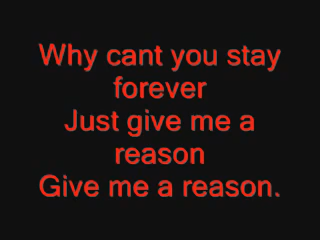 Why cant you stay
forever
Just give me a
reason
Give me a reason.